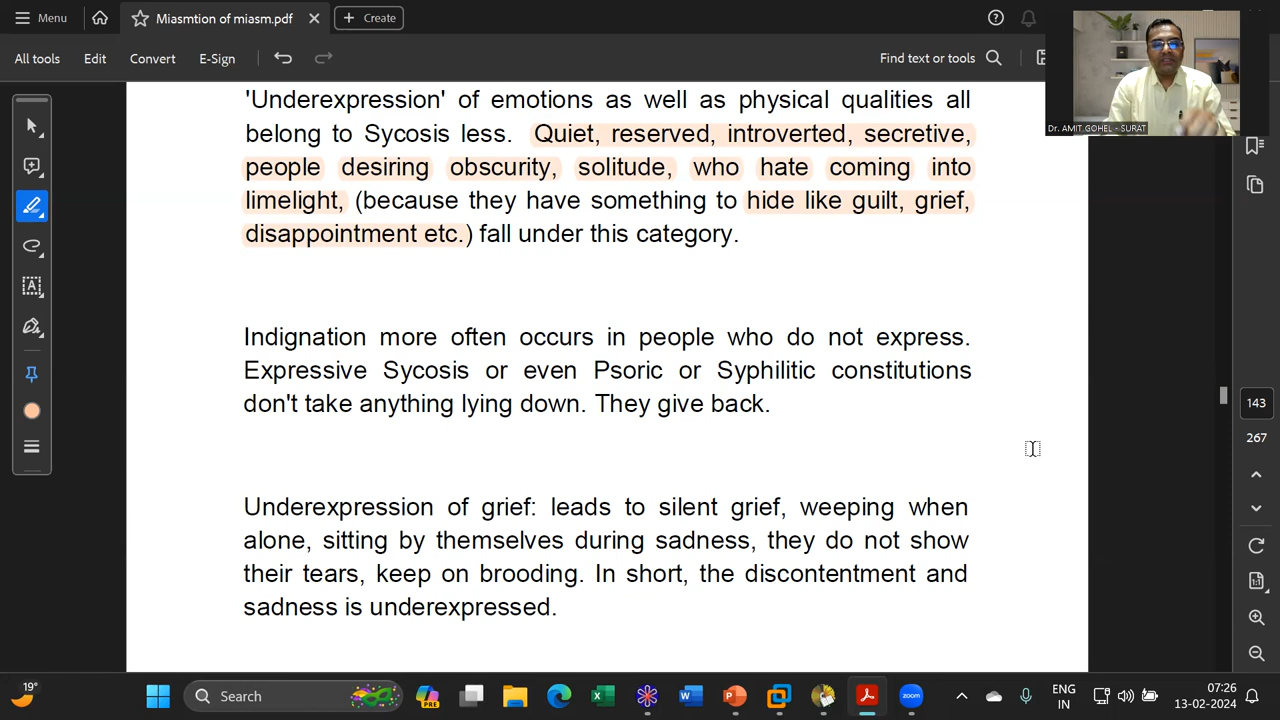 Menu
Miasmtion of miasm.pdf
Create
All tools
Edit
Convert
E-Sign
Find text or tools
Dr. AMIT.GOHEL - SURAT
'Underexpression' of emotions as well as physical qualities all
belong to Sycosis less. Quiet, reserved, introverted, secretive,
people desiring obscurity, solitude, who hate coming into
limelight, (because they have something to hide like guilt, grief,
disappointment etc.) fall under this category.
Indignation more often occurs in people who do not express.
Expressive Sycosis or even Psoric or Syphilitic constitutions
don't take anything lying down. They give back.
Underexpression of grief: leads to silent grief, weeping when
alone, sitting by themselves during sadness, they do not show
their tears, keep on brooding. In short, the discontentment and
sadness is underexpressed.
143
267
19°
Search
PRE
zoom
ENG
IN
07:26
13-02-2024